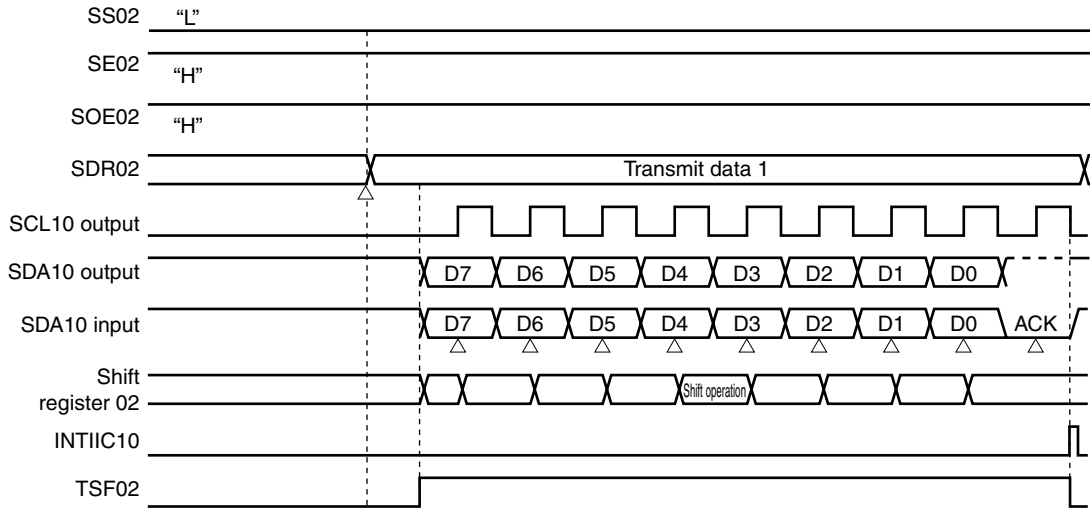 SS02 “L”
SE02 “H”
SOE02 “H”
SDR02 Transmit data 1
SCL10 output
SDA10 output D7 D6 D5 D4 D3 D2 D1 D0
SDA10 input D7 D6 D5 D4 D3 D2 D1 D0 ACK
Shift
register 02 Shift operation
INTIIC10
TSF02